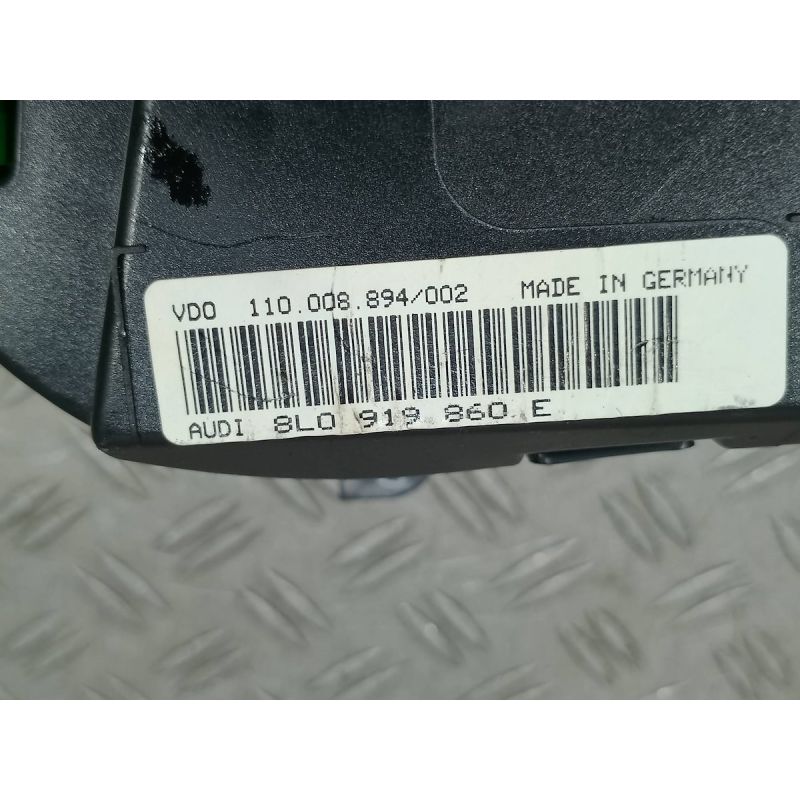 VDO 110.008.894/002 MADE IN GERMANY
AUDI 8L0 919 860 E